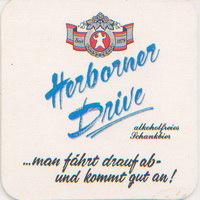 Herborner
Drive
alkoholfreies
Schankbier
...man fährt drauf ab-
und kommt gut an!